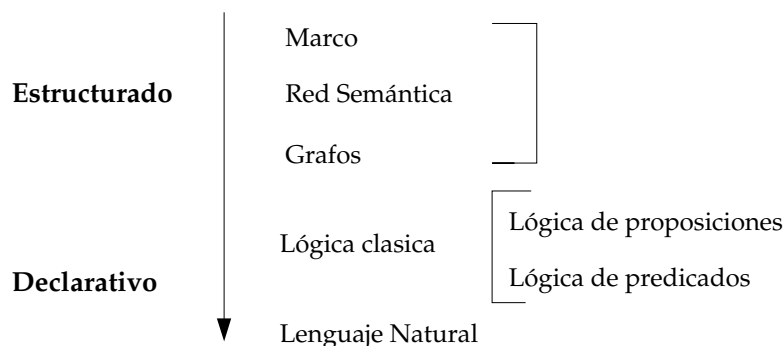 Marco
Estructurado
Red Semántica
Grafos
Lógica clasica
Lógica de proposiciones
Lógica de predicados
Declarativo
Lenguaje Natural